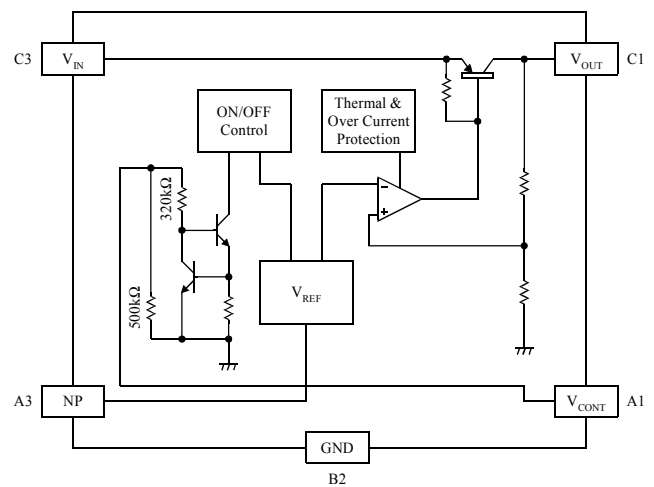 C3
V_IN
V_OUT
C1
ON/OFF
Control
Thermal &
Over Current
Protection
320kΩ
500kΩ
−
+
V_REF
A3
NP
V_CONT
A1
GND
B2